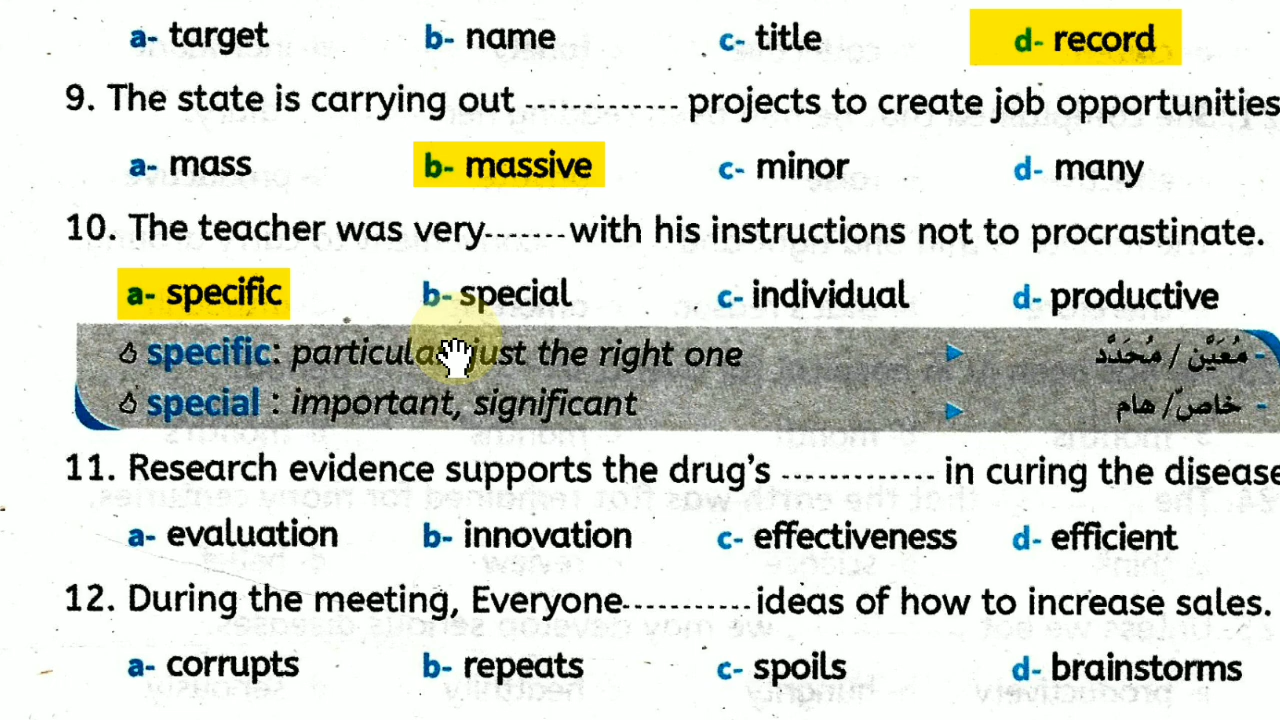 a- target b- name c- title d- record
9. The state is carrying out ------------- projects to create job opportunities
a- mass b- massive c- minor d- many
10. The teacher was very------- with his instructions not to procrastinate.
a- specific b- special c- individual d- productive
specific: particular just the right one - مُعَيَّن / مُحَدَّد
special : important, significant - خاصّ / هام
11. Research evidence supports the drug's ------------- in curing the disease
a- evaluation b- innovation c- effectiveness d- efficient
12. During the meeting, Everyone----------- ideas of how to increase sales.
a- corrupts b- repeats c- spoils d- brainstorms